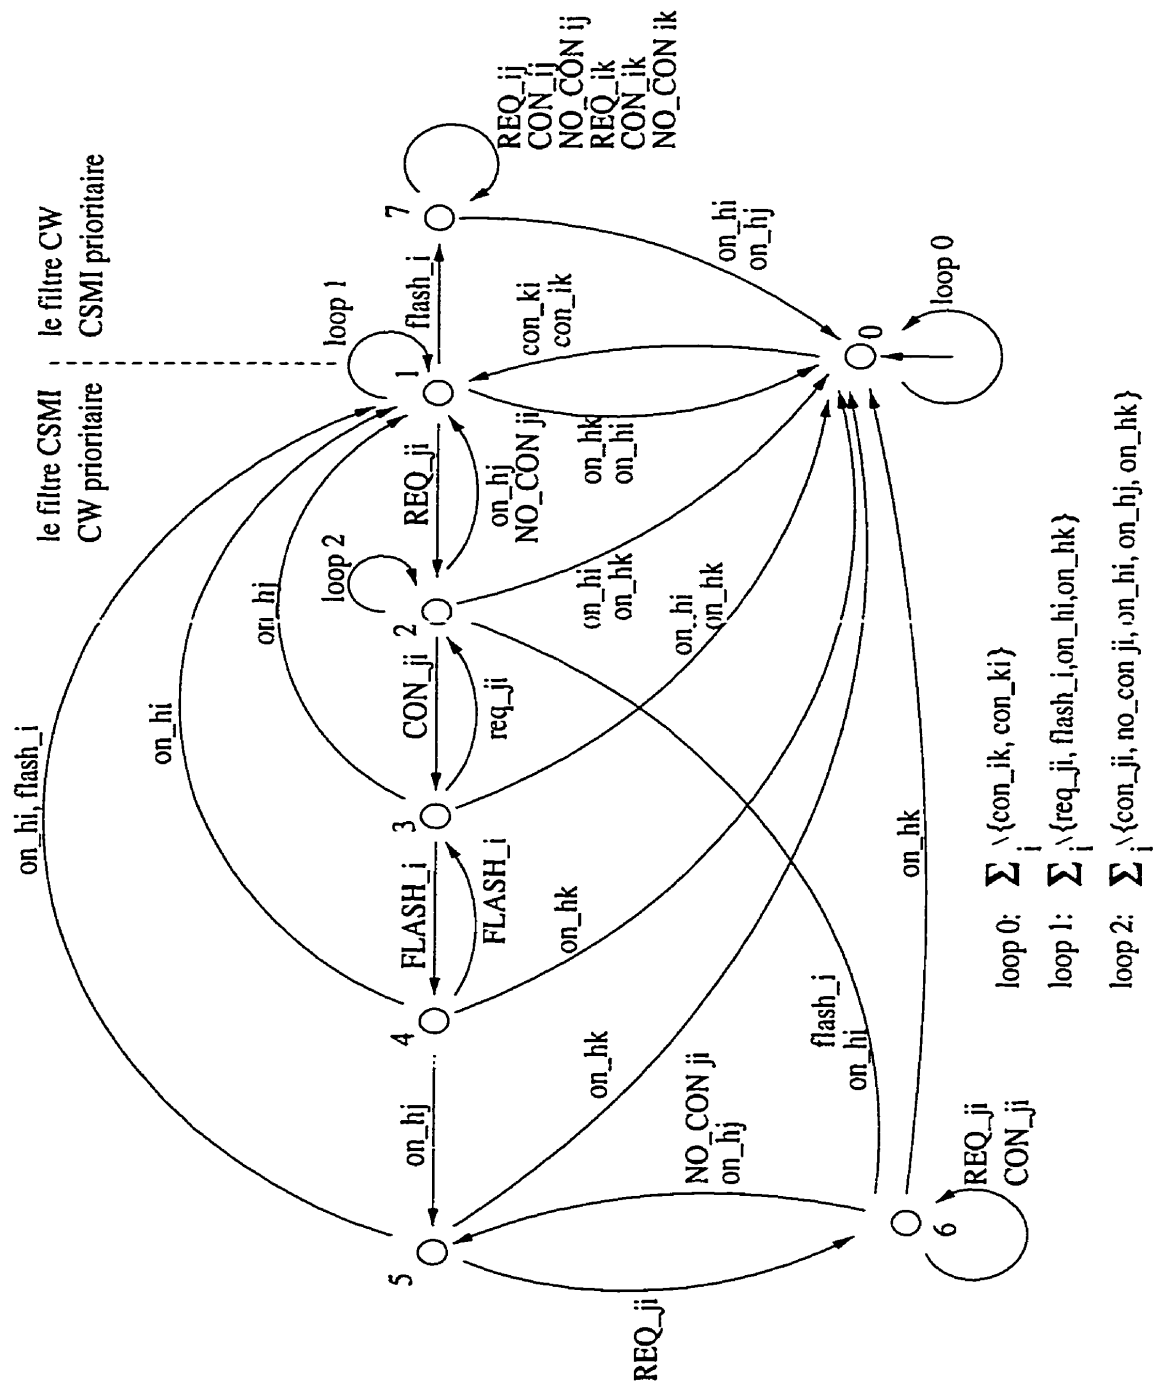 on_hi, flash_i
le filtre CSMI
CW prioritaire
le filtre CW
CSMI prioritaire
on_hi
on_hj
loop 2
loop 1
5
4
3
2
1
7
on_hj
FLASH_i
CON_ji
REQ_ji
flash_i
FLASH_i
req_ji
on_hj
NO_CON ji
REQ_ij
CON_ij
NO_CON ij
REQ_ik
CON_ik
NO_CON ik
con_ki
con_ik
on_hk
on_hi
on_hk
on_hi
on_hk
on_hk
REQ_ji
on_hi
on_hk
NO_CON ji
on_hj
on_hi
on_hj
flash_i
on_hi
0
on_hk
6
loop 0
REQ_ji
CON_ji
loop 0: Σ i \{con_ik, con_ki}
loop 1: Σ i \{req_ji, flash_i,on_hi,on_hk}
loop 2: Σ i \{con_ji, no_con ji, on_hi, on_hj, on_hk}